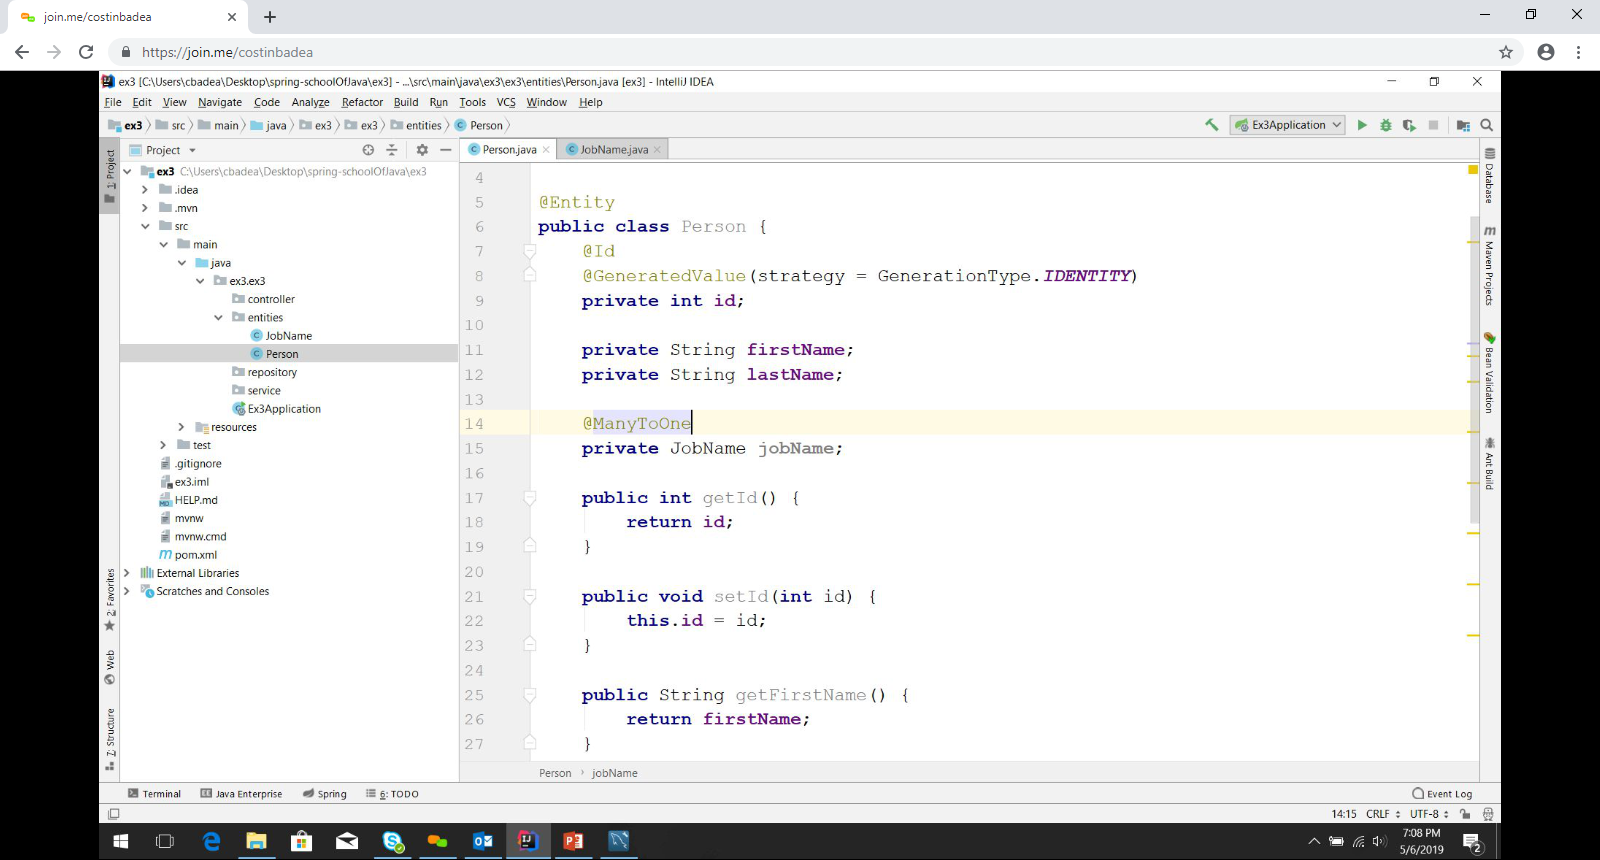 join.me/costinbadea
https://join.me/costinbadea
ex3 [C:\Users\cbadea\Desktop\spring-schoolOfJava\ex3] - ...\src\main\java\ex3\ex3\entities\Person.java [ex3] - IntelliJ IDEA
File Edit View Navigate Code Analyze Refactor Build Run Tools VCS Window Help
ex3 src main java ex3 ex3 entities Person
Ex3Application
Project
Person.java JobName.java
1: Project
2: Favorites
Web
7: Structure
ex3 C:\Users\cbadea\Desktop\spring-schoolOfJava\ex3
.idea
.mvn
src
main
java
ex3.ex3
controller
entities
JobName
Person
repository
service
Ex3Application
resources
test
.gitignore
ex3.iml
HELP.md
mvnw
mvnw.cmd
pom.xml
External Libraries
Scratches and Consoles
4
5 @Entity
6 public class Person {
7 @Id
8 @GeneratedValue(strategy = GenerationType.IDENTITY)
9 private int id;
10
11 private String firstName;
12 private String lastName;
13
14 @ManyToOne
15 private JobName jobName;
16
17 public int getId() {
18 return id;
19 }
20
21 public void setId(int id) {
22 this.id = id;
23 }
24
25 public String getFirstName() {
26 return firstName;
27 }
Person › jobName
Database
Maven Projects
Bean Validation
Ant Build
Terminal Java Enterprise Spring 6: TODO Event Log
14:15 CRLF UTF-8
7:08 PM
5/6/2019
2